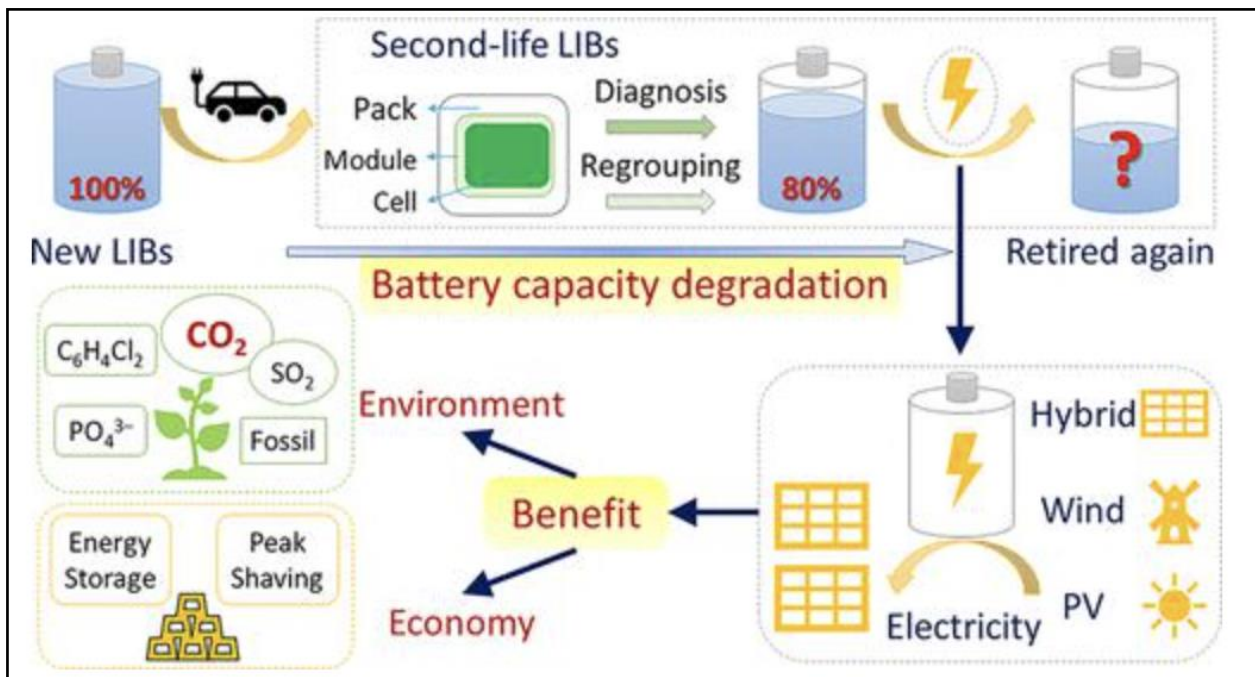 Second-life LIBs
Pack
Module
Cell
Diagnosis
Regrouping
100%
80%
?
New LIBs
Retired again
Battery capacity degradation
C₆H₄Cl₂
CO₂
SO₂
PO₄³⁻
Fossil
Environment
Benefit
Economy
Energy
Storage
Peak
Shaving
Hybrid
Wind
PV
Electricity